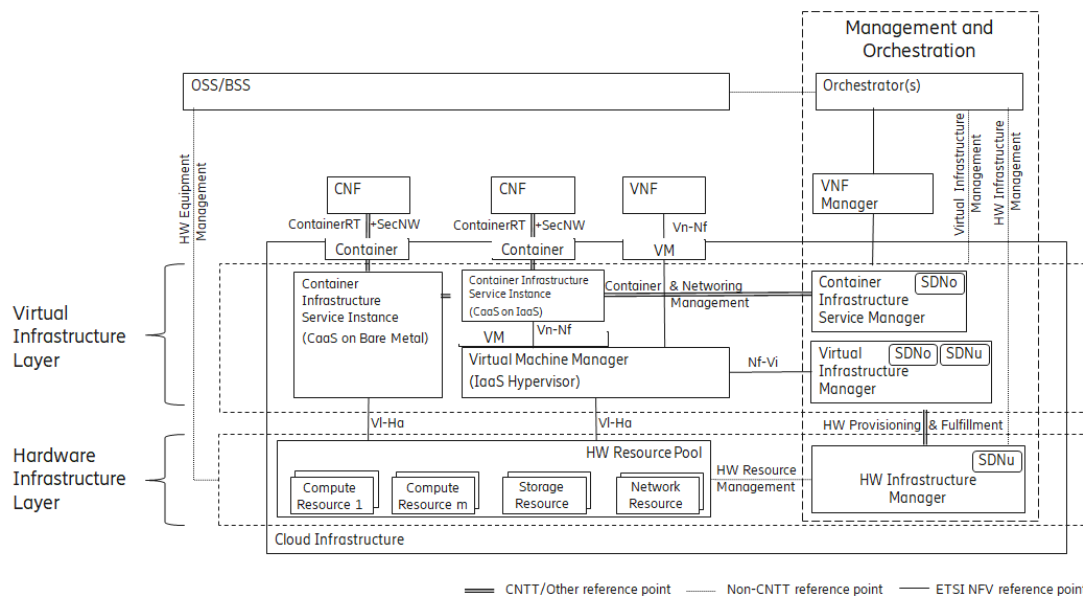 Management and
Orchestration
OSS/BSS
Orchestrator(s)
HW Equipment
Management
Virtual Infrastructure
Management
HW Infrastructure
Management
CNF
CNF
VNF
VNF
Manager
ContainerRT
+SecNW
ContainerRT
+SecNW
Vn-Nf
Container
Container
VM
Virtual
Infrastructure
Layer
Container
Infrastructure
Service Instance
(CaaS on Bare Metal)
Container Infrastructure
Service Instance
(CaaS on IaaS)
Container & Networing
Management
Container
Infrastructure
Service Manager
SDNo
Vn-Nf
VM
Virtual Machine Manager
(IaaS Hypervisor)
Nf-Vi
Virtual
Infrastructure
Manager
SDNo
SDNu
Vl-Ha
Vl-Ha
HW Provisioning & Fulfillment
Hardware
Infrastructure
Layer
HW Resource Pool
Compute
Resource 1
Compute
Resource m
Storage
Resource
Network
Resource
HW Resource
Management
SDNu
HW Infrastructure
Manager
Cloud Infrastructure
CNTT/Other reference point
Non-CNTT reference point
ETSI NFV reference point